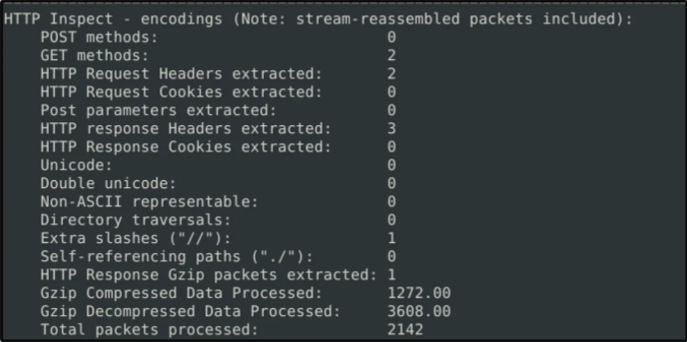 HTTP Inspect - encodings (Note: stream-reassembled packets included):
POST methods: 0
GET methods: 2
HTTP Request Headers extracted: 2
HTTP Request Cookies extracted: 0
Post parameters extracted: 0
HTTP response Headers extracted: 3
HTTP Response Cookies extracted: 0
Unicode: 0
Double unicode: 0
Non-ASCII representable: 0
Directory traversals: 0
Extra slashes ("//"): 1
Self-referencing paths ("./"): 0
HTTP Response Gzip packets extracted: 1
Gzip Compressed Data Processed: 1272.00
Gzip Decompressed Data Processed: 3608.00
Total packets processed: 2142